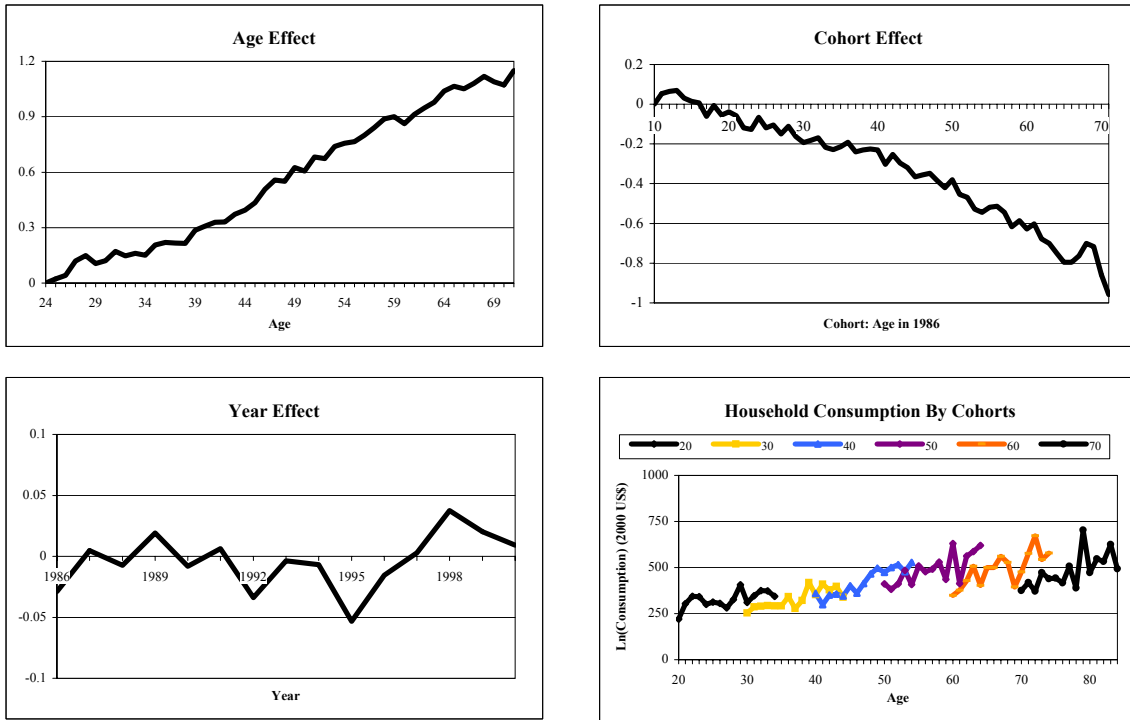 Age Effect
1.2
0.9
0.6
0.3
0
24 29 34 39 44 49 54 59 64 69
Age
Cohort Effect
0.2
0
10 20 30 40 50 60 70
-0.2
-0.4
-0.6
-0.8
-1
Cohort: Age in 1986
Year Effect
0.1
0.05
0
1986 1989 1992 1995 1998
-0.05
-0.1
Year
Household Consumption By Cohorts
20 30 40 50 60 70
Ln(Consumption) (2000 US$)
1000
750
500
250
0
20 30 40 50 60 70 80
Age